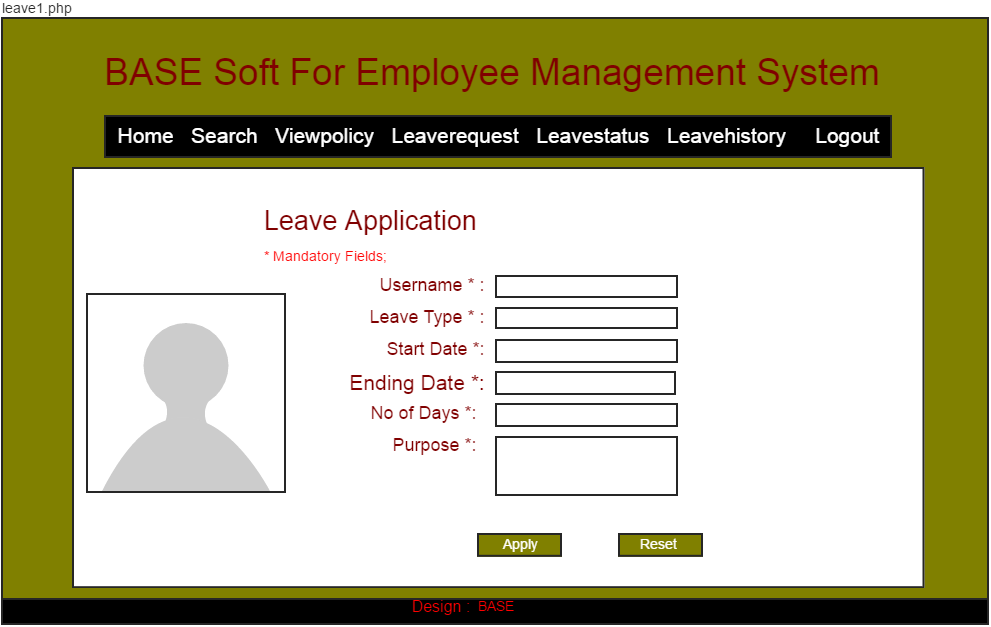 leave1.php
BASE Soft For Employee Management System
Home Search Viewpolicy Leaverequest Leavestatus Leavehistory Logout
Leave Application
* Mandatory Fields;
Username * :
Leave Type * :
Start Date *:
Ending Date *:
No of Days *:
Purpose *:
Apply Reset
Design : BASE